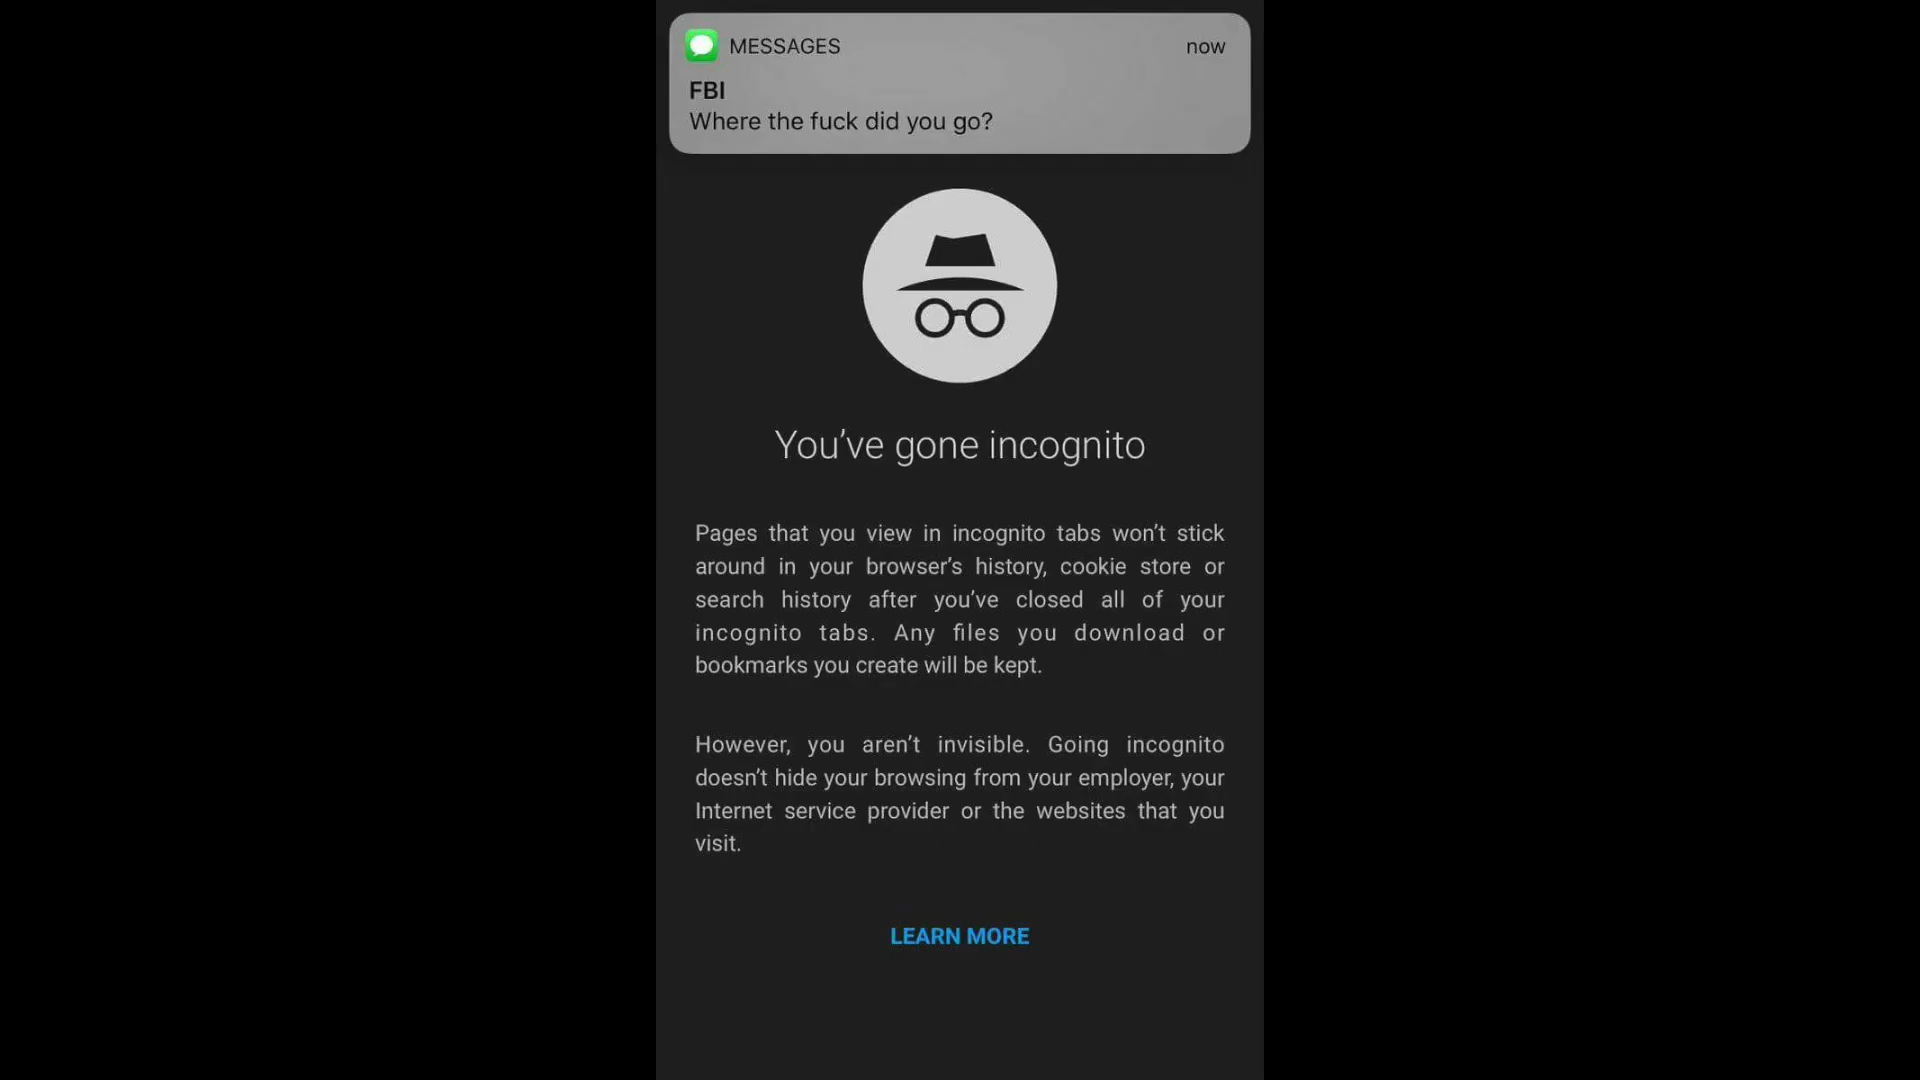 MESSAGES
now
FBI
Where the fuck did you go?
You’ve gone incognito
Pages that you view in incognito tabs won’t stick
around in your browser’s history, cookie store or
search history after you’ve closed all of your
incognito tabs. Any files you download or
bookmarks you create will be kept.
However, you aren’t invisible. Going incognito
doesn’t hide your browsing from your employer, your
Internet service provider or the websites that you
visit.
LEARN MORE